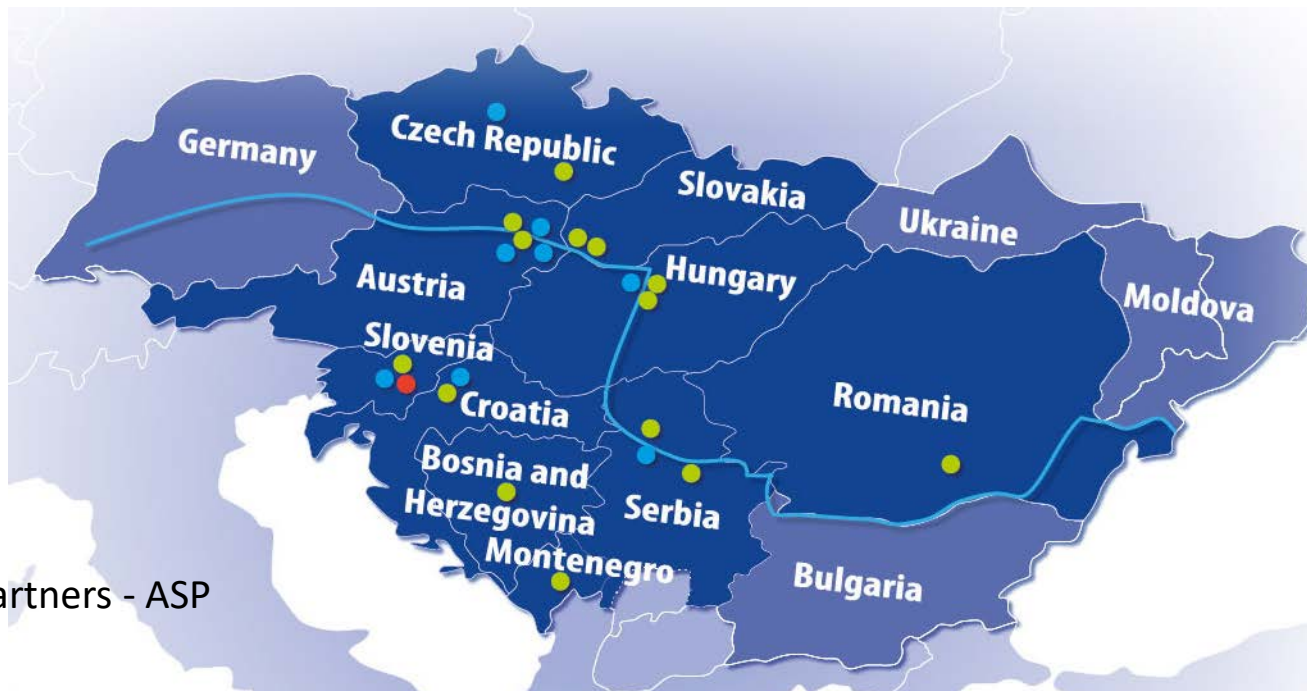 Germany
Czech Republic
Slovakia
Ukraine
Austria
Hungary
Moldova
Slovenia
Croatia
Romania
Bosnia and
Herzegovina
Serbia
Montenegro
Bulgaria
artners - ASP